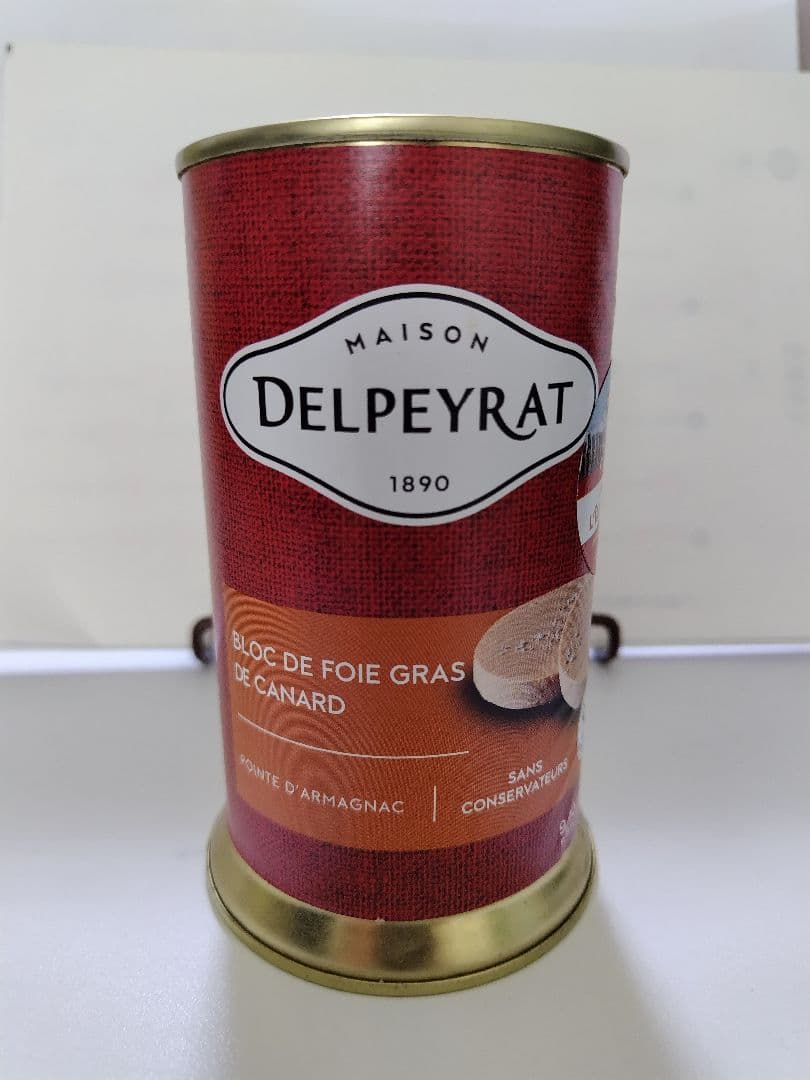 MAISON
DELPEYRAT
1890
BLOC DE FOIE GRAS
DE CANARD
POINTE D'ARMAGNAC
SANS
CONSERVATEURS